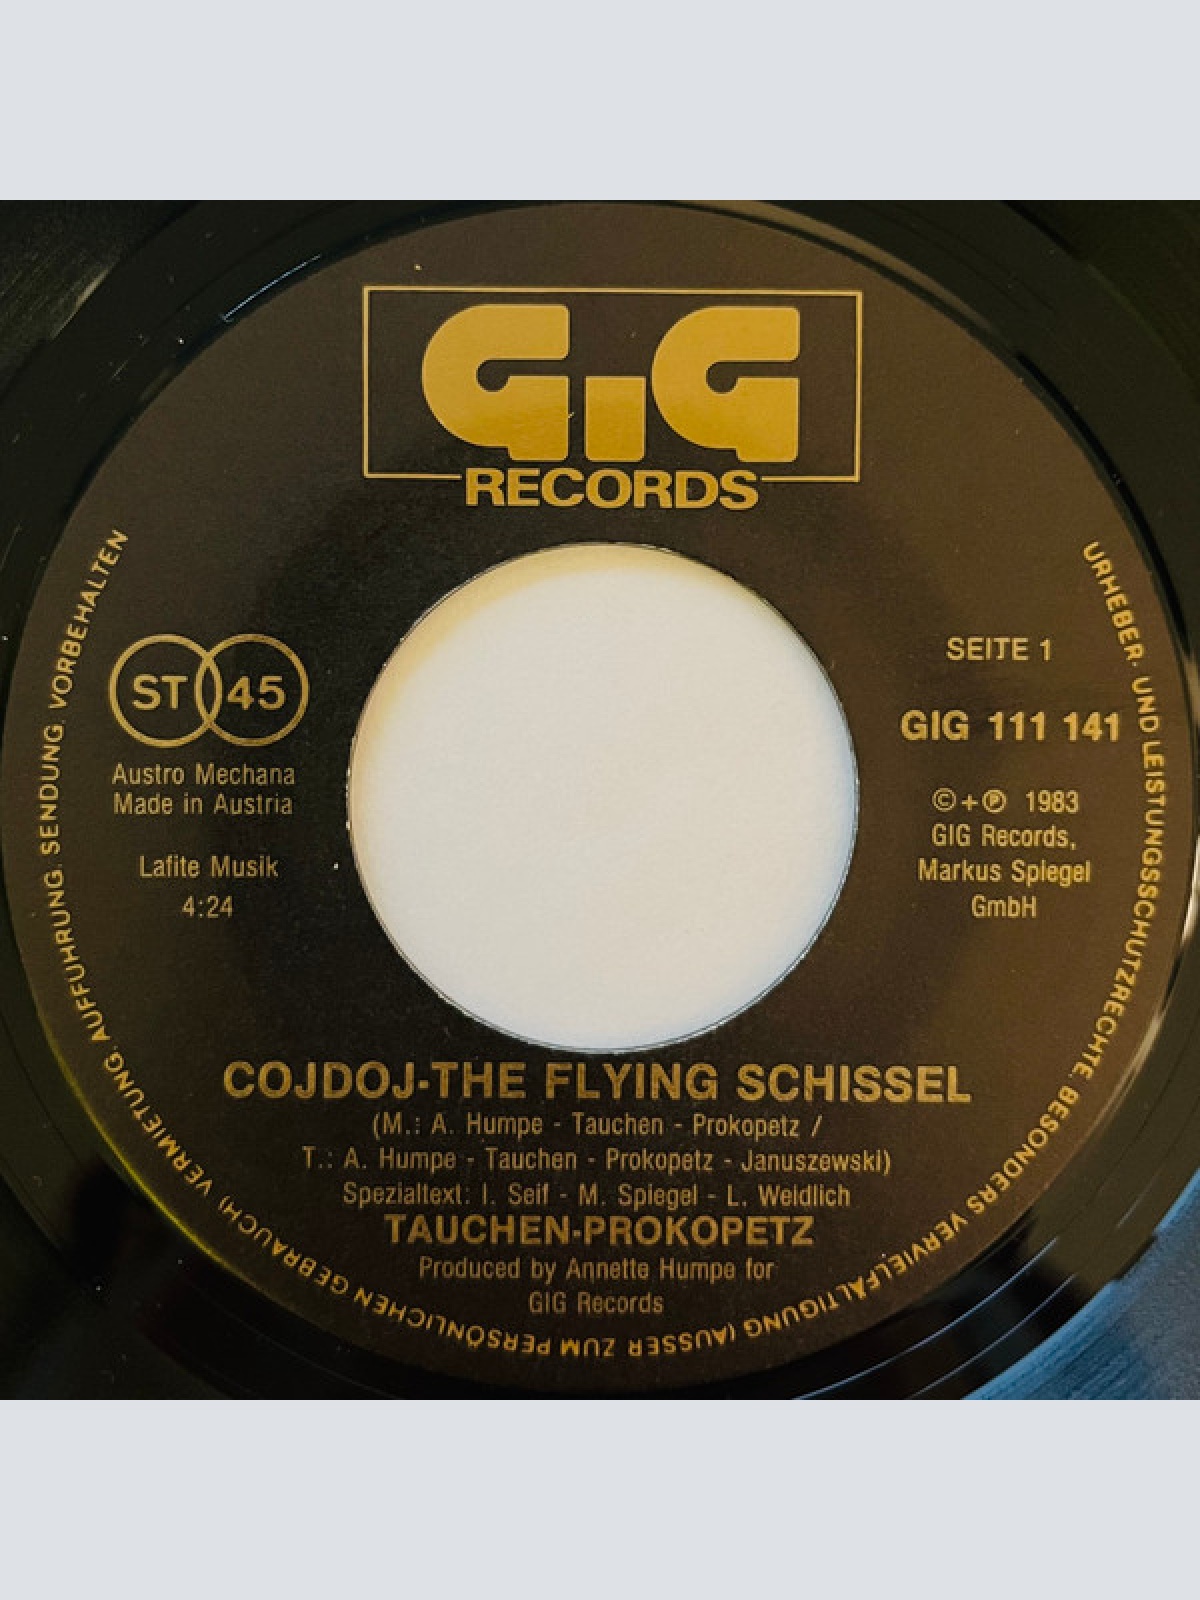 GiG
RECORDS
ST 45
Austro Mechana
Made in Austria
Lafite Musik
4:24
SEITE 1
GIG 111 141
©+℗ 1983
GIG Records,
Markus Spiegel
GmbH
COJDOJ-THE FLYING SCHISSEL
(M.: A. Humpe - Tauchen - Prokopetz /
T.: A. Humpe - Tauchen - Prokopetz - Januszewski)
Spezialtext: I. Seif - M. Spiegel - L. Weidlich
TAUCHEN-PROKOPETZ
Produced by Annette Humpe for
GIG Records
URHEBER- UND LEISTUNGSSCHUTZRECHTE, BESONDERS VERVIELFÄLTIGUNG (AUSSER ZUM PERSÖNLICHEN GEBRAUCH) VERMIETUNG, AUFFÜHRUNG, SENDUNG, VORBEHALTEN